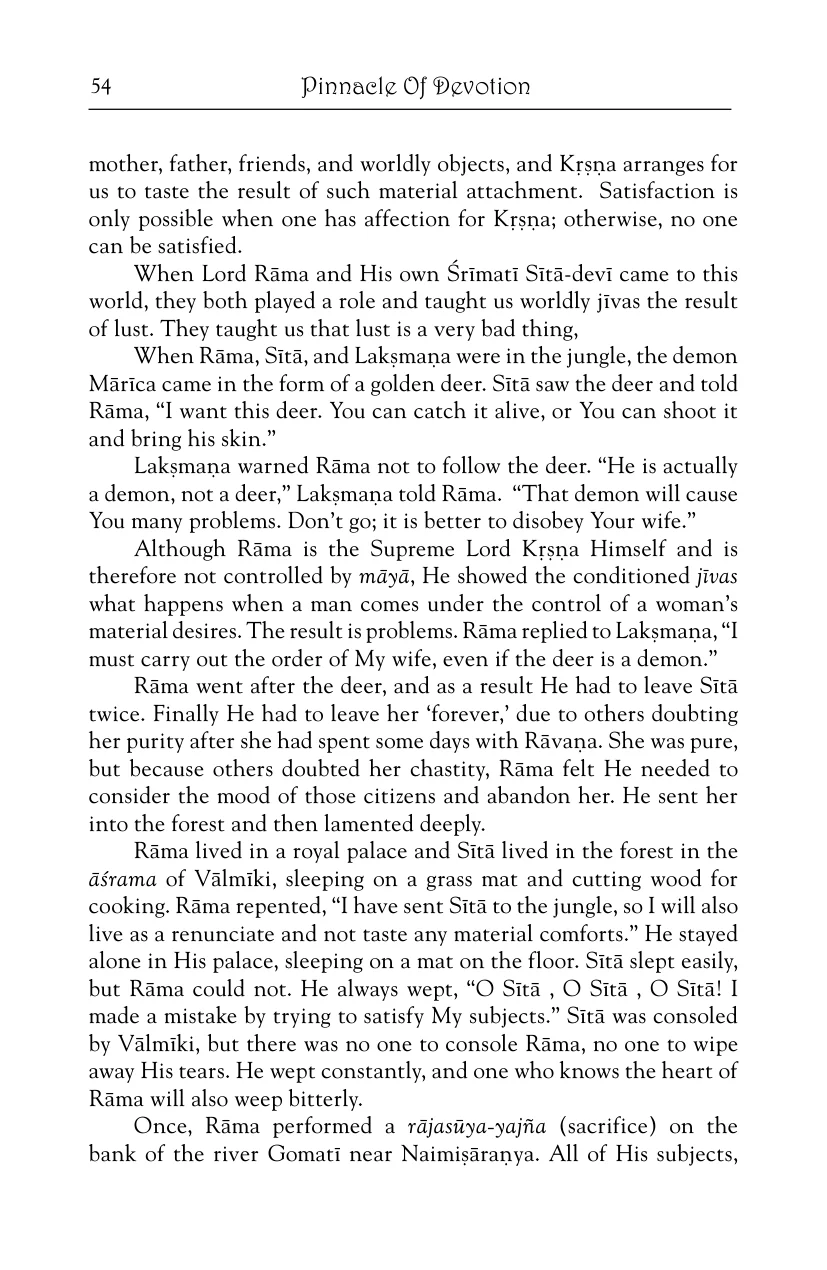 54
Pinnacle Of Devotion
mother, father, friends, and worldly objects, and Kṛṣṇa arranges for
us to taste the result of such material attachment.  Satisfaction is
only possible when one has affection for Kṛṣṇa; otherwise, no one
can be satisfied.
When Lord Rāma and His own Śrīmatī Sītā-devī came to this
world, they both played a role and taught us worldly jīvas the result
of lust. They taught us that lust is a very bad thing,
When Rāma, Sītā, and Lakṣmaṇa were in the jungle, the demon
Mārīca came in the form of a golden deer. Sītā saw the deer and told
Rāma, “I want this deer. You can catch it alive, or You can shoot it
and bring his skin.”
Lakṣmaṇa warned Rāma not to follow the deer. “He is actually
a demon, not a deer,” Lakṣmaṇa told Rāma.  “That demon will cause
You many problems. Don’t go; it is better to disobey Your wife.”
Although Rāma is the Supreme Lord Kṛṣṇa Himself and is
therefore not controlled by māyā, He showed the conditioned jīvas
what happens when a man comes under the control of a woman’s
material desires. The result is problems. Rāma replied to Lakṣmaṇa, “I
must carry out the order of My wife, even if the deer is a demon.”
Rāma went after the deer, and as a result He had to leave Sītā
twice. Finally He had to leave her ‘forever,’ due to others doubting
her purity after she had spent some days with Rāvaṇa. She was pure,
but because others doubted her chastity, Rāma felt He needed to
consider the mood of those citizens and abandon her. He sent her
into the forest and then lamented deeply.
Rāma lived in a royal palace and Sītā lived in the forest in the
āśrama of Vālmīki, sleeping on a grass mat and cutting wood for
cooking. Rāma repented, “I have sent Sītā to the jungle, so I will also
live as a renunciate and not taste any material comforts.” He stayed
alone in His palace, sleeping on a mat on the floor. Sītā slept easily,
but Rāma could not. He always wept, “O Sītā , O Sītā , O Sītā! I
made a mistake by trying to satisfy My subjects.” Sītā was consoled
by Vālmīki, but there was no one to console Rāma, no one to wipe
away His tears. He wept constantly, and one who knows the heart of
Rāma will also weep bitterly.
Once, Rāma performed a rājasūya-yajña (sacrifice) on the
bank of the river Gomatī near Naimiṣāraṇya. All of His subjects,